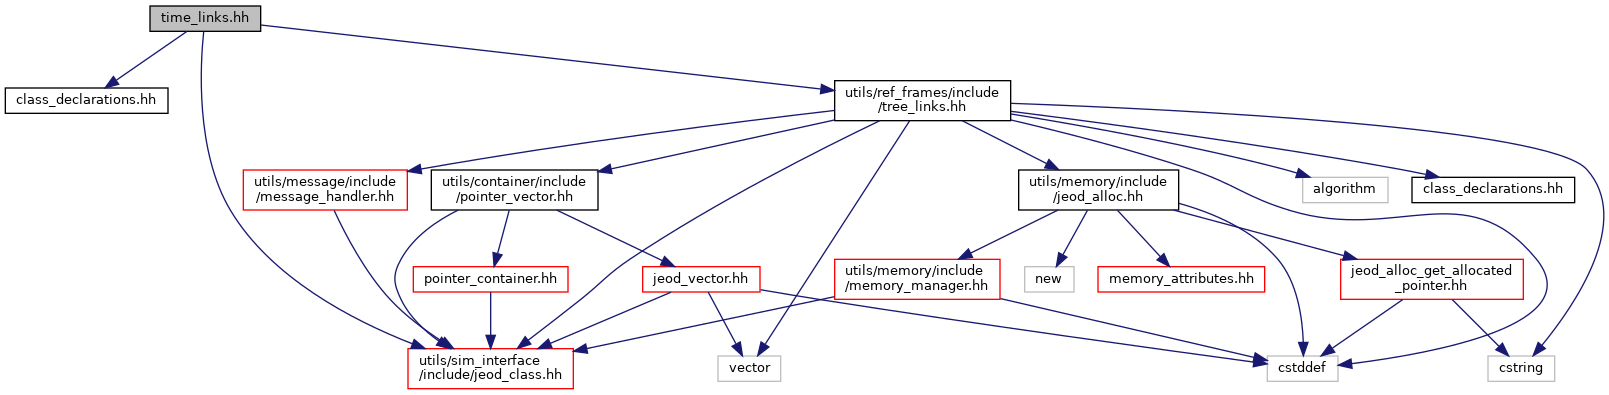 time_links.hh
class_declarations.hh
utils/ref_frames/include
/tree_links.hh
utils/message/include
/message_handler.hh
utils/container/include
/pointer_vector.hh
utils/memory/include
/jeod_alloc.hh
algorithm
class_declarations.hh
pointer_container.hh
jeod_vector.hh
utils/memory/include
/memory_manager.hh
new
memory_attributes.hh
jeod_alloc_get_allocated
_pointer.hh
utils/sim_interface
/include/jeod_class.hh
vector
cstddef
cstring